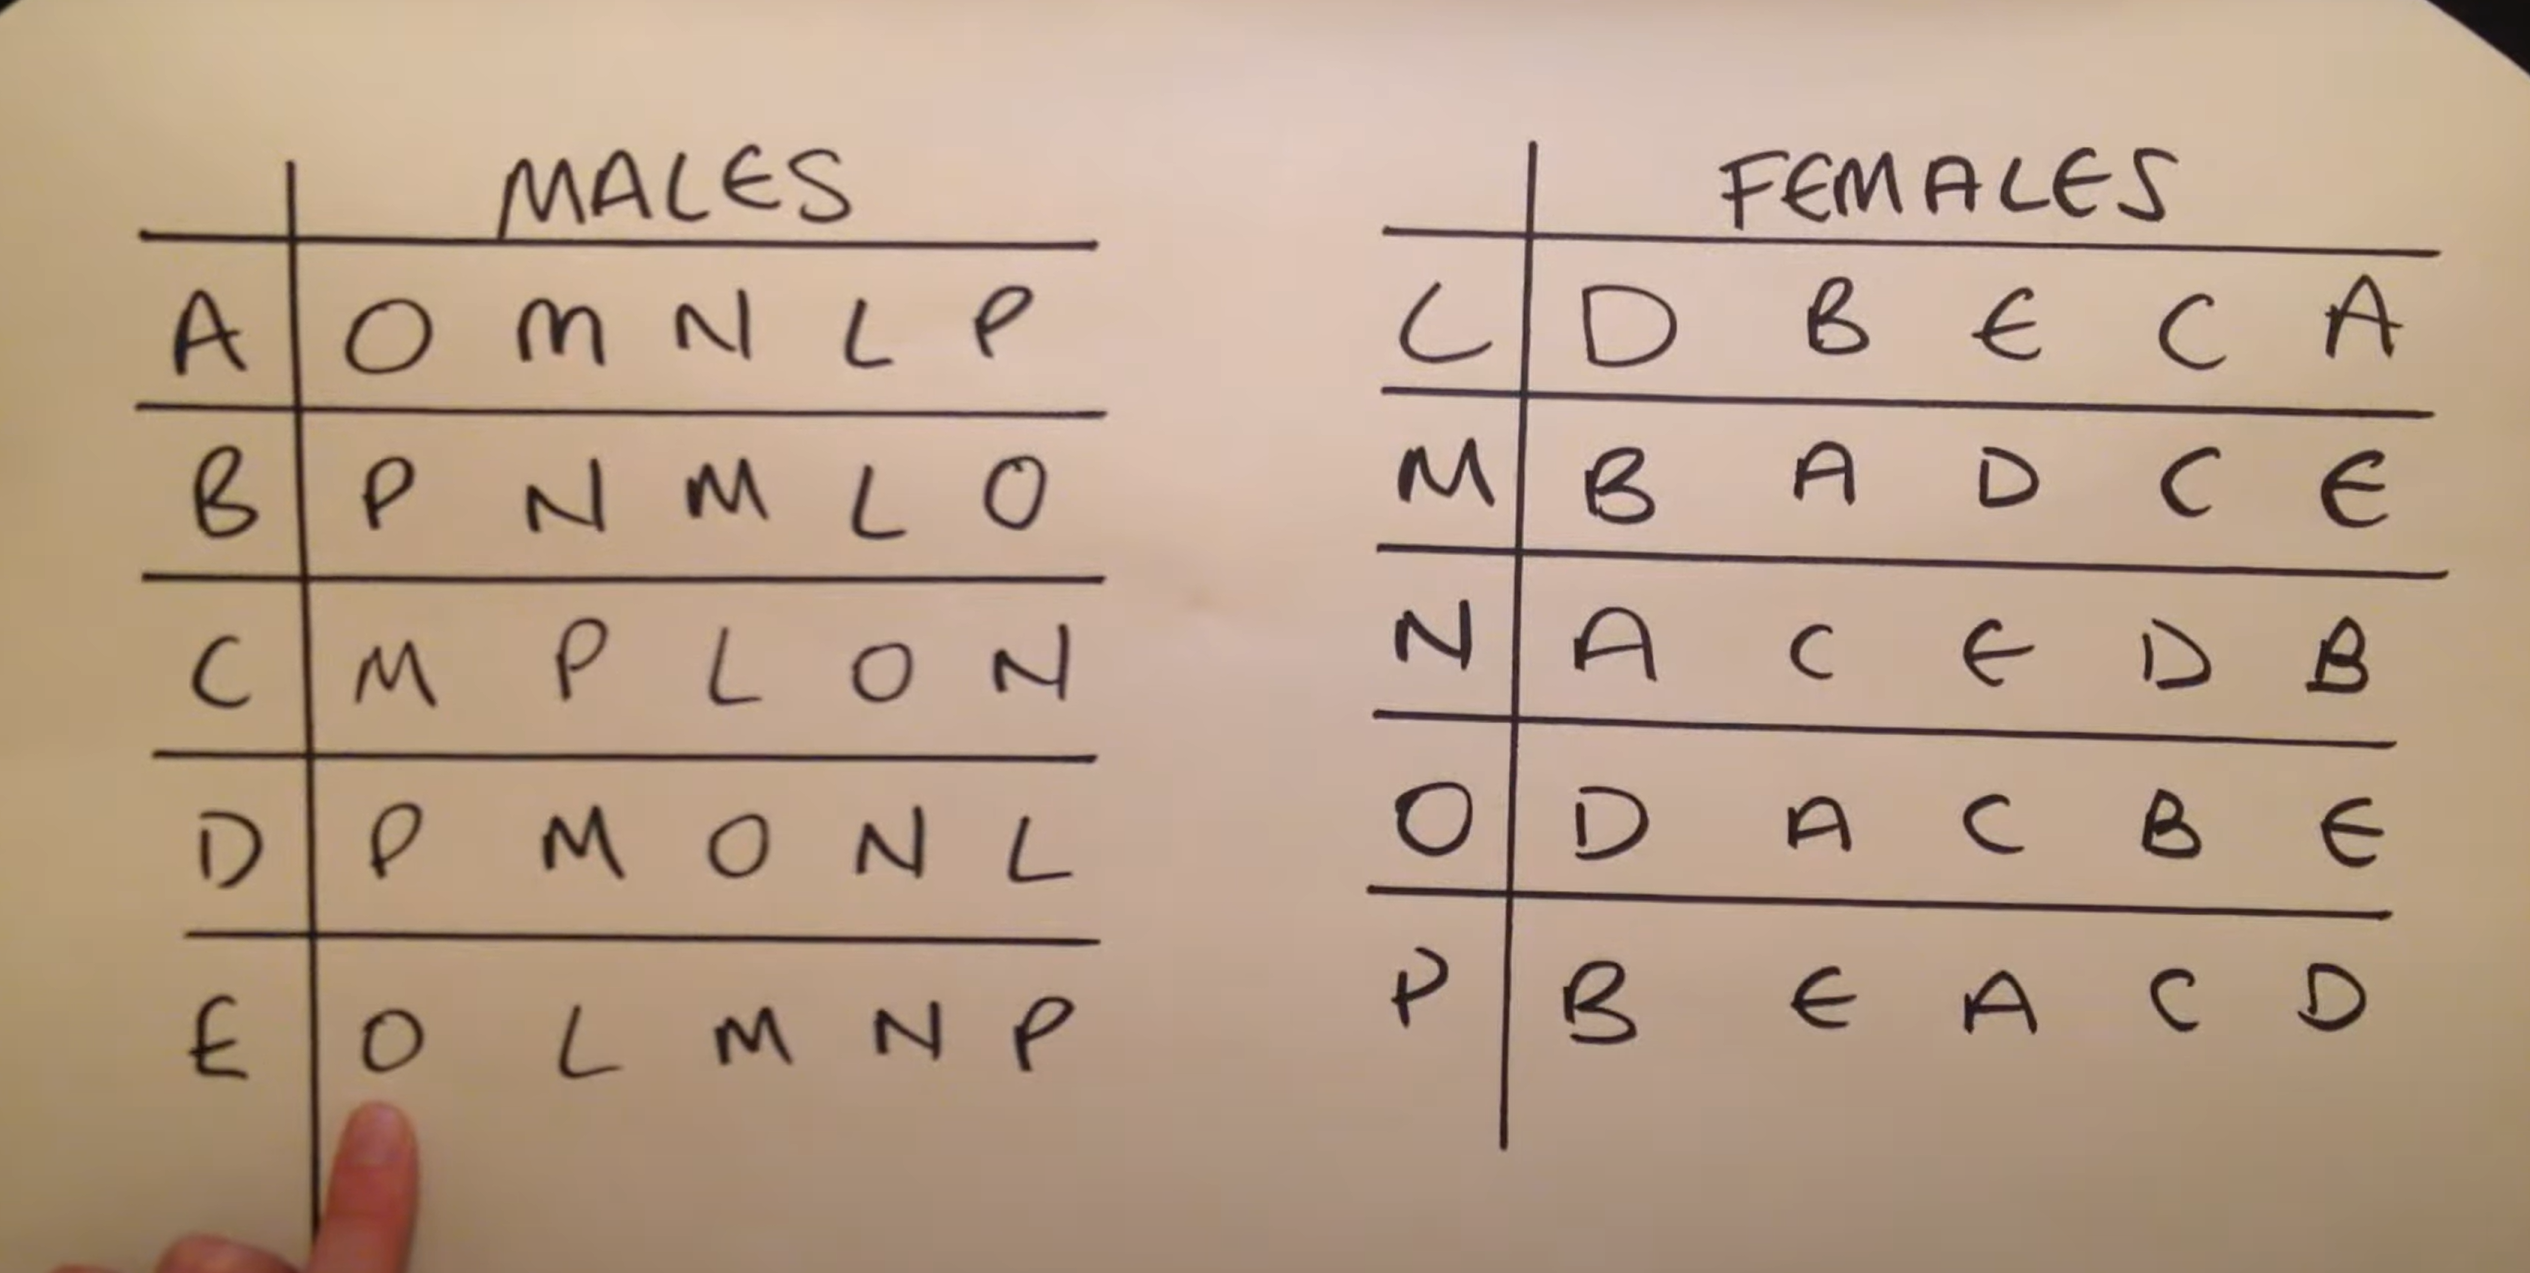 MALES
A O M N L P
B P N M L O
C M P L O N
D P M O N L
E O L M N P
FEMALES
L D B E C A
M B A D C E
N A C E D B
O D A C B E
P B E A C D